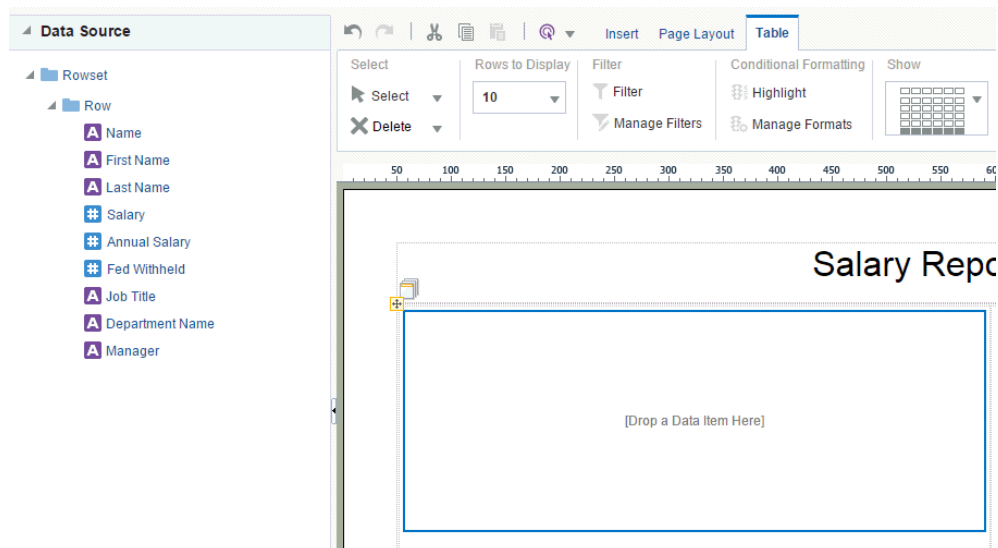 Data Source
Rowset
Row
A Name
A First Name
A Last Name
# Salary
# Annual Salary
# Fed Withheld
A Job Title
A Department Name
A Manager
Insert Page Layout Table
Select Rows to Display Filter Conditional Formatting Show
Select 10 Filter Highlight
Delete Manage Filters Manage Formats
50 100 150 200 250 300 350 400 450 500 550 60
Salary Repo
[Drop a Data Item Here]